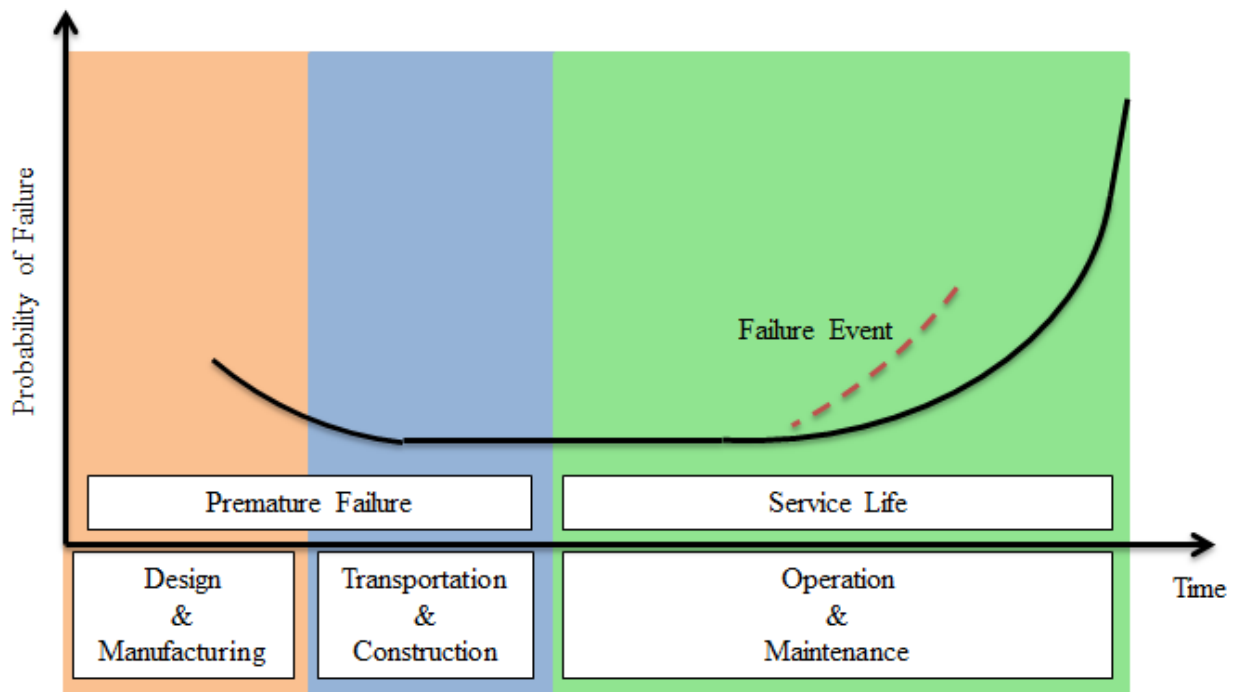 Probability of Failure
Failure Event
Premature Failure
Service Life
Design
&
Manufacturing
Transportation
&
Construction
Operation
&
Maintenance
Time